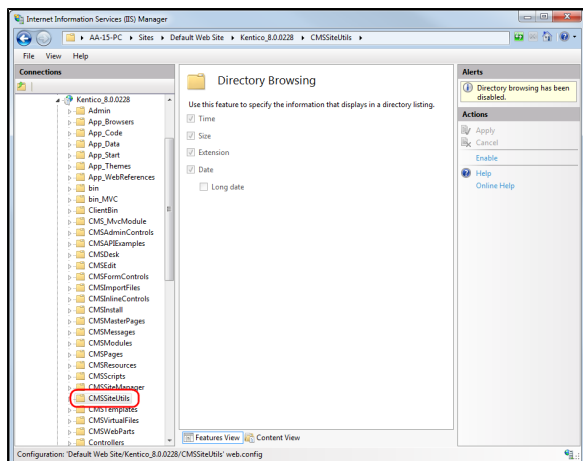 Internet Information Services (IIS) Manager
AA-15-PC Sites Default Web Site Kentico_8.0.0228 CMSSiteUtils
File View Help
Connections
Kentico_8.0.0228
Admin
App_Browsers
App_Code
App_Data
App_Start
App_Themes
App_WebReferences
bin
bin_MVC
ClientBin
CMS_MvcModule
CMSAdminControls
CMSAPIExamples
CMSDesk
CMSEdit
CMSFormControls
CMSImportFiles
CMSInlineControls
CMSInstall
CMSMasterPages
CMSMessages
CMSModules
CMSPages
CMSResources
CMSScripts
CMSSiteManager
CMSSiteUtils
CMSTemplates
CMSVirtualFiles
CMSWebParts
Controllers
Directory Browsing
Use this feature to specify the information that displays in a directory listing.
Time
Size
Extension
Date
Long date
Features View Content View
Alerts
Directory browsing has been
disabled.
Actions
Apply
Cancel
Enable
Help
Online Help
Configuration: 'Default Web Site/Kentico_8.0.0228/CMSSiteUtils' web.config